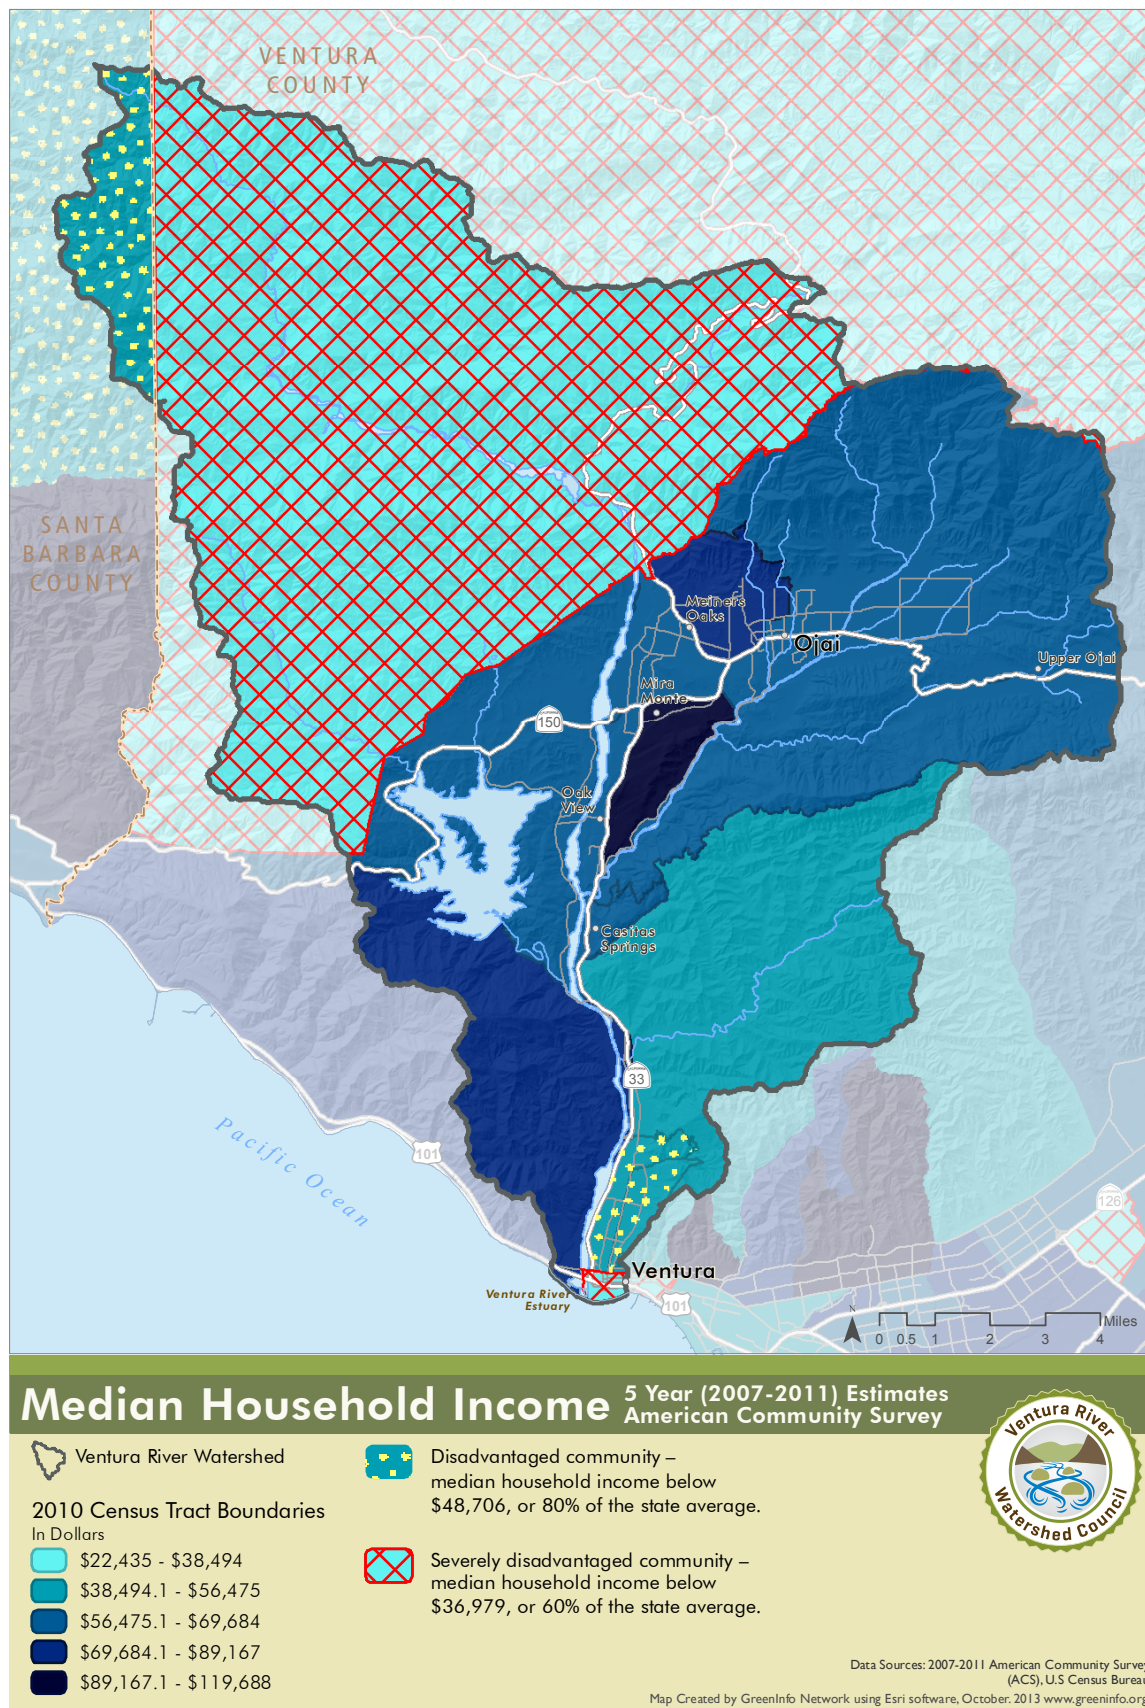 VENTURA
COUNTY
SANTA
BARBARA
COUNTY
Meiners
Oaks
Ojai
Upper Ojai
Mira
Monte
150
Oak
View
Casitas
Springs
33
Pacific Ocean
101
126
Ventura
Ventura River
Estuary
101
N
Miles
0 0.5 1 2 3 4
Median Household Income
5 Year (2007-2011) Estimates
American Community Survey
Ventura River Watershed
2010 Census Tract Boundaries
In Dollars
$22,435 - $38,494
$38,494.1 - $56,475
$56,475.1 - $69,684
$69,684.1 - $89,167
$89,167.1 - $119,688
Disadvantaged community –
median household income below
$48,706, or 80% of the state average.
Severely disadvantaged community –
median household income below
$36,979, or 60% of the state average.
Ventura River
Watershed Council
Data Sources: 2007-2011 American Community Surve
(ACS), U.S Census Burea
Map Created by GreenInfo Network using Esri software, October. 2013 www.greeninfo.org